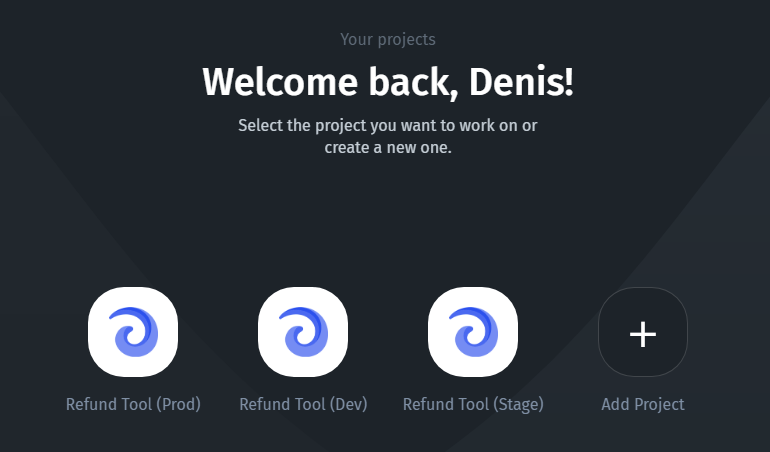 Your projects
Welcome back, Denis!
Select the project you want to work on or
create a new one.
Refund Tool (Prod)
Refund Tool (Dev)
Refund Tool (Stage)
Add Project